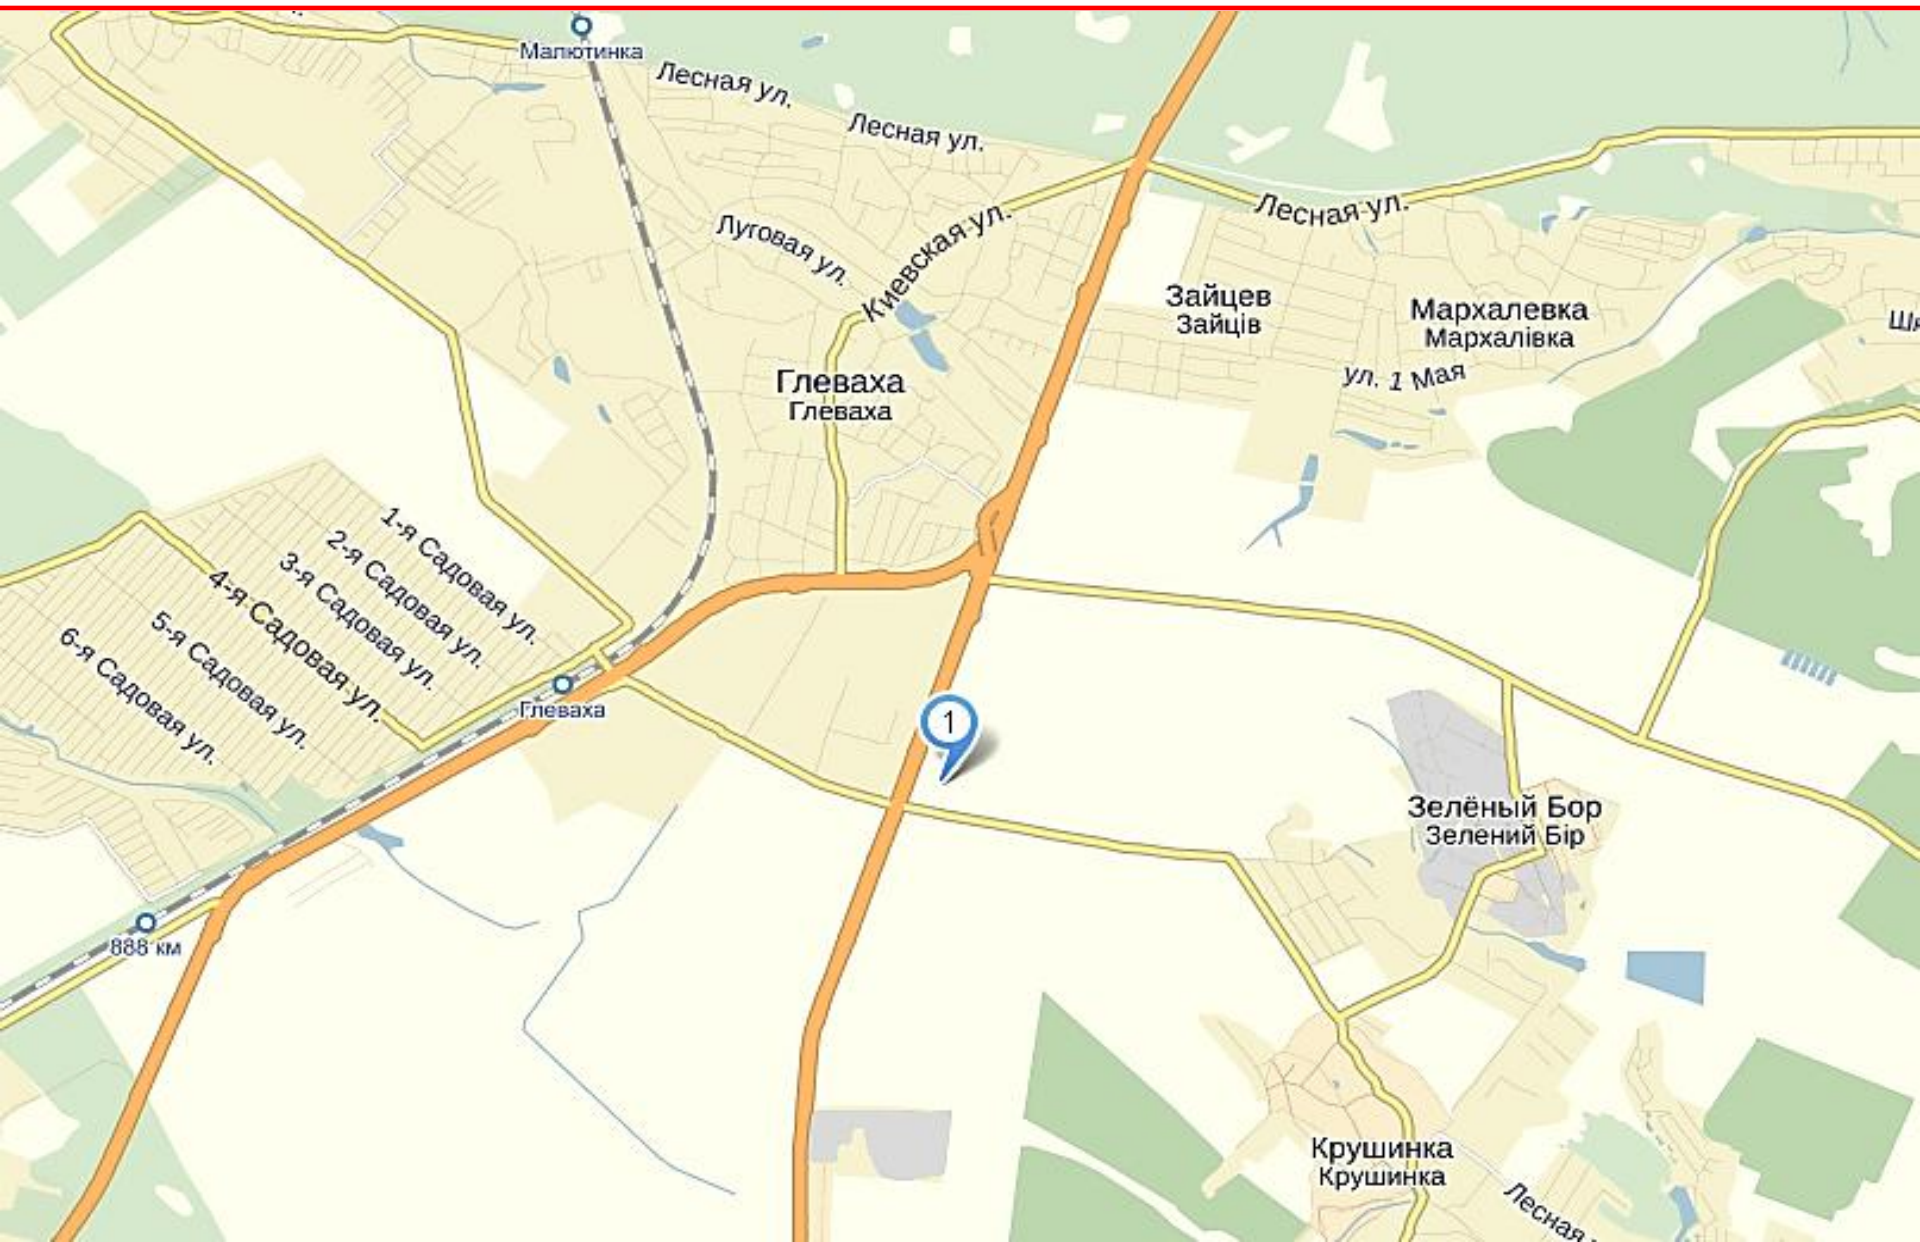 Малютинка
Лесная ул.
Лесная ул.
Лесная ул.
Луговая ул.
Киевская ул.
Зайцев
Зайців
Мархалевка
Мархалівка
ул. 1 Мая
Глеваха
Глеваха
1-я Садовая ул.
2-я Садовая ул.
3-я Садовая ул.
4-я Садовая ул.
5-я Садовая ул.
6-я Садовая ул.
Глеваха
1
Зелёный Бор
Зелений Бір
888 км
Крушинка
Крушинка
Лесная